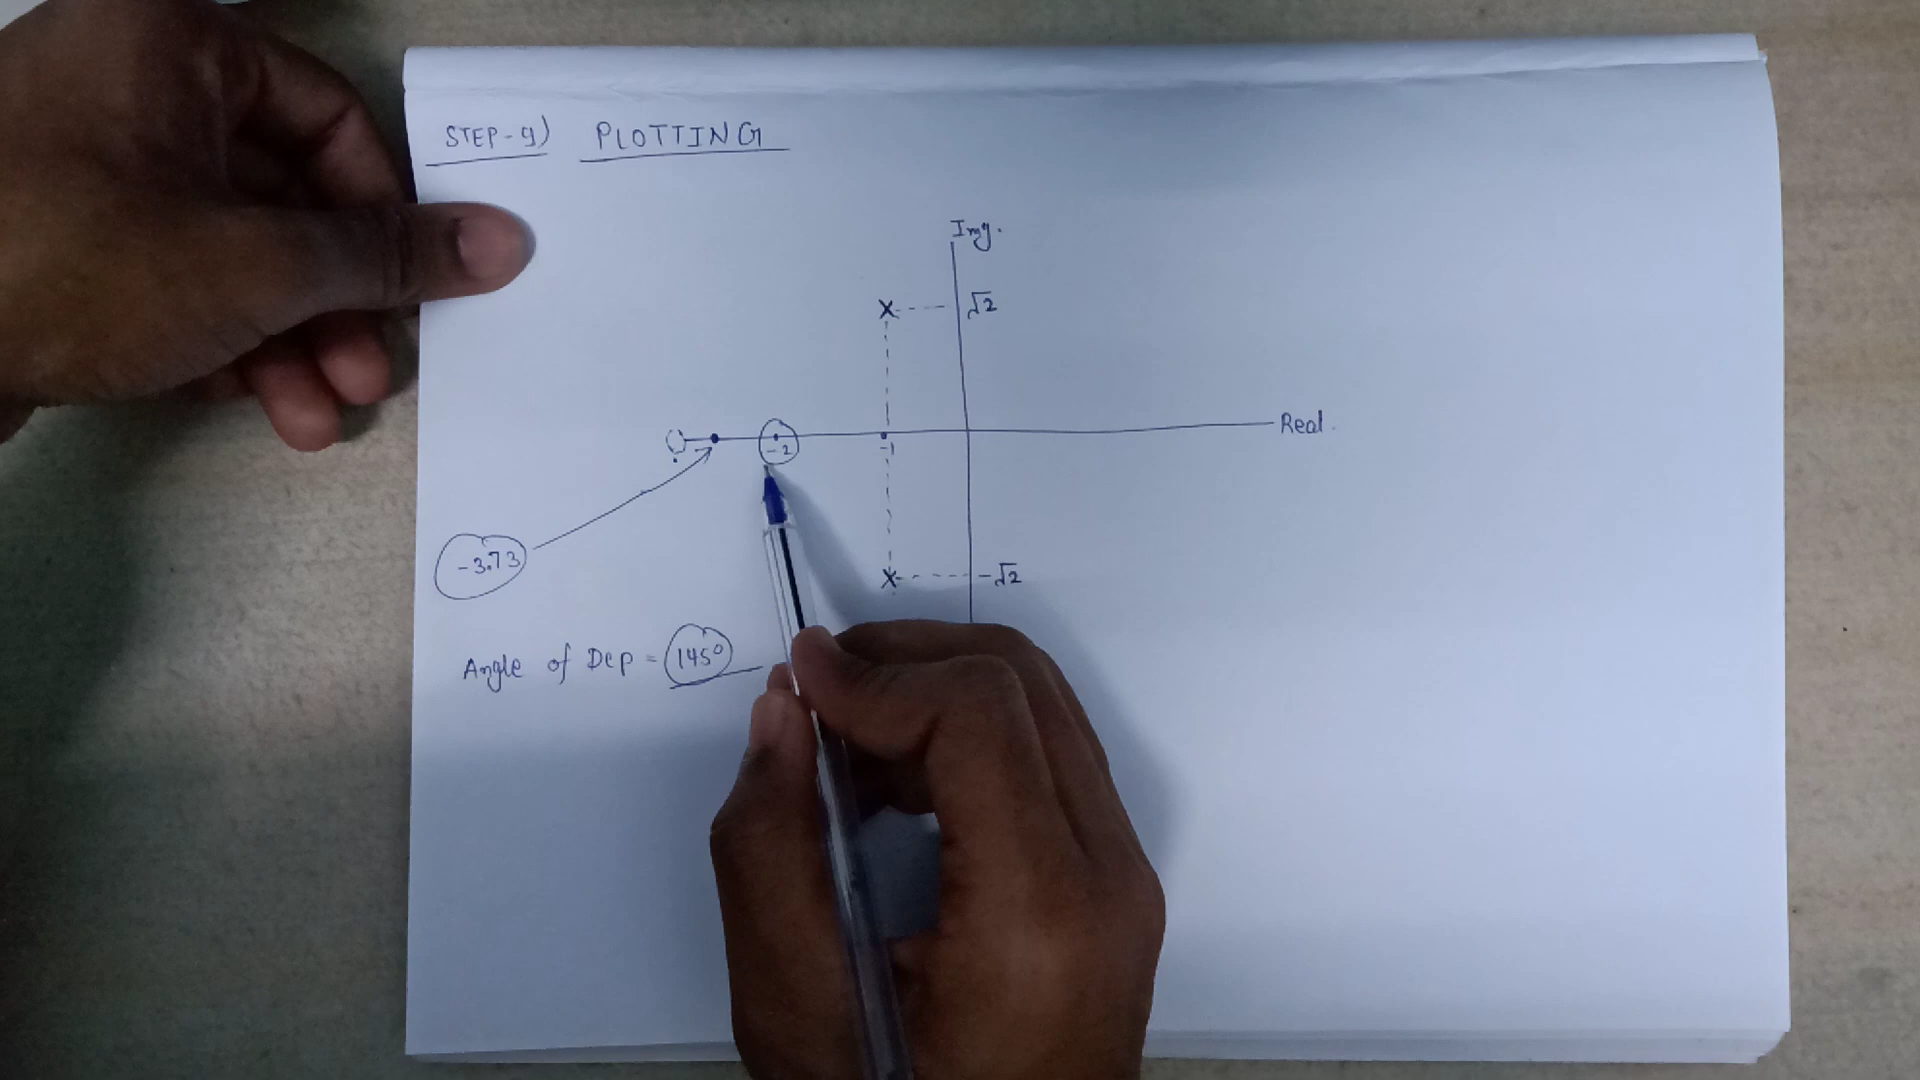 STEP-9) PLOTTING
Img.
√2
Real.
-2
-1
-3.73
-√2
Angle of Dep = 145°